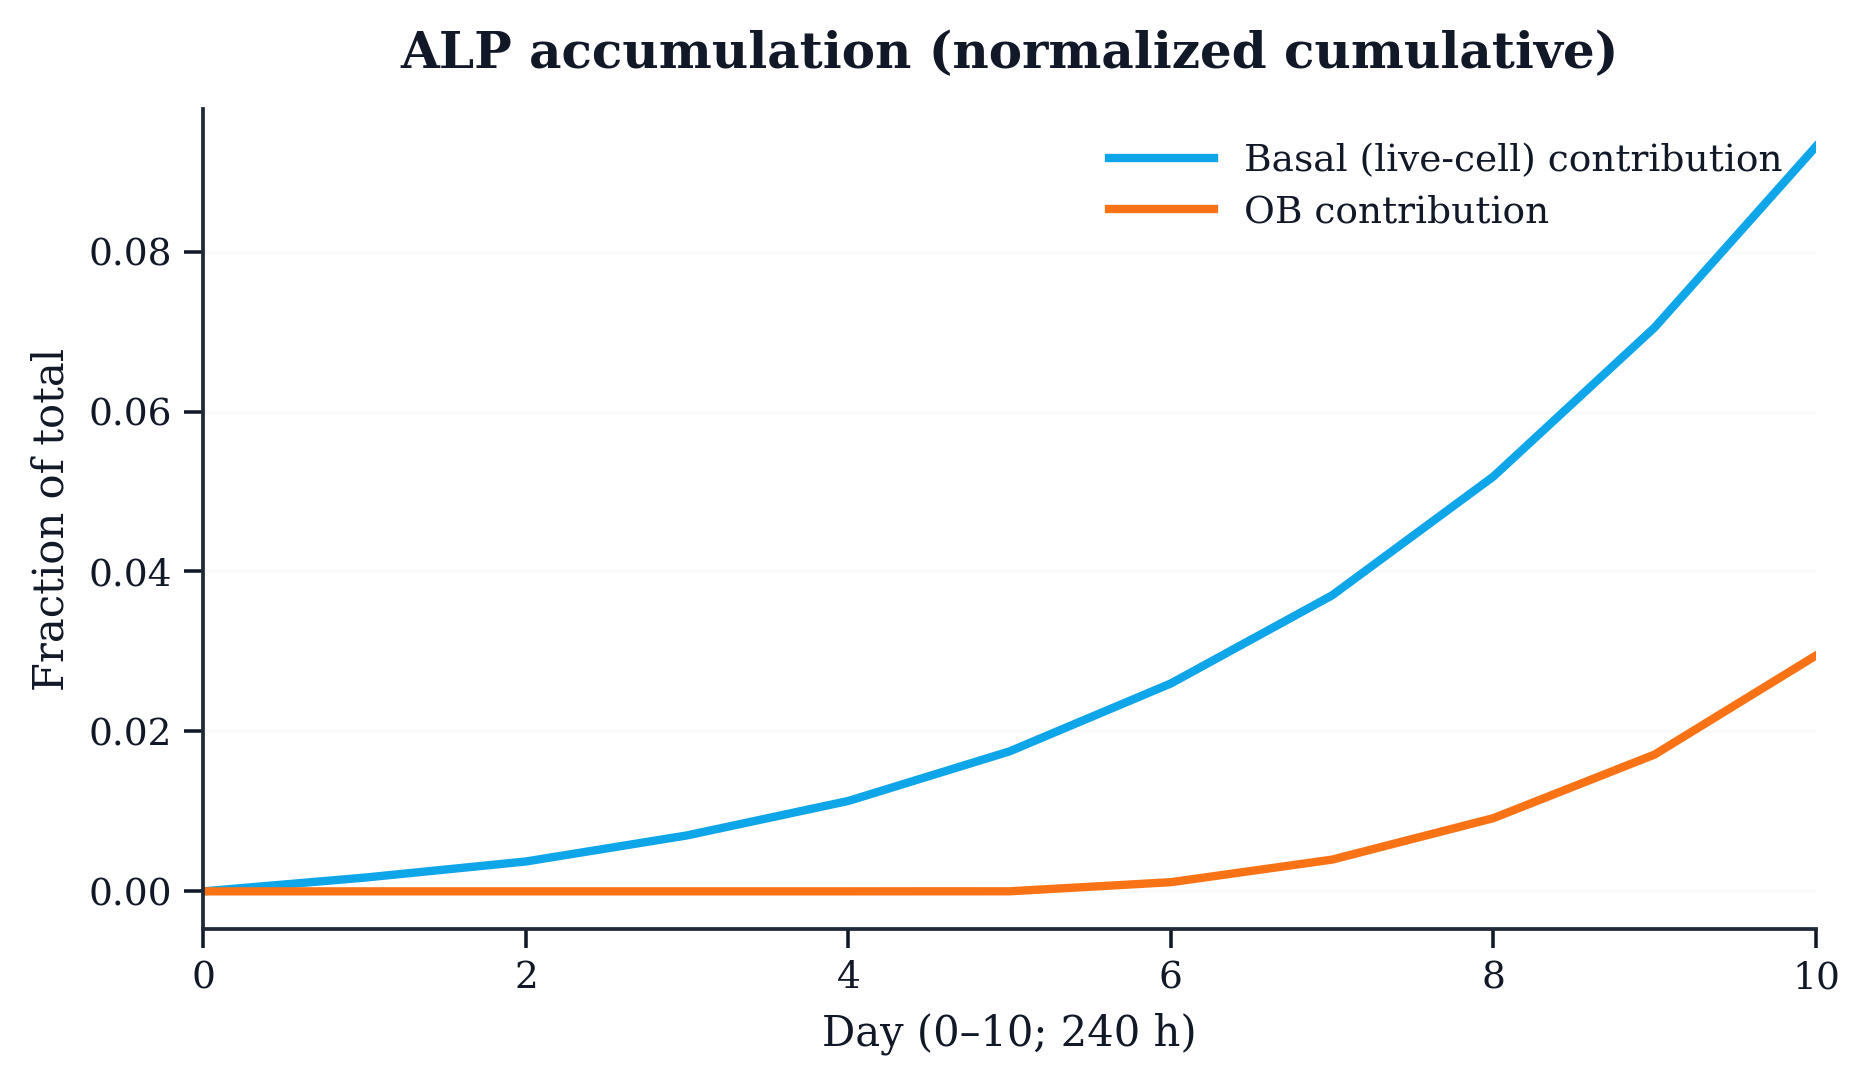 ALP accumulation (normalized cumulative)
Basal (live-cell) contribution
OB contribution
Fraction of total
0.08
0.06
0.04
0.02
0.00
0 2 4 6 8 10
Day (0–10; 240 h)